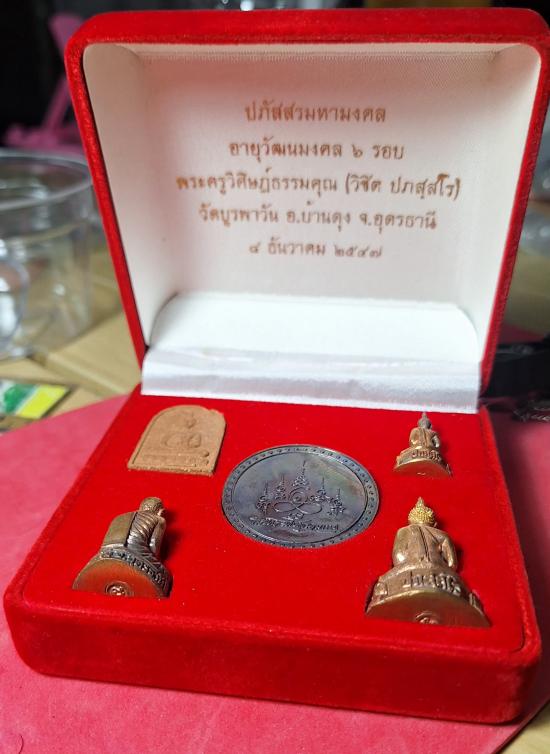 ปภัสสรมหามงคล
อายุวัฒนมงคล ๖ รอบ
พระครูวิศิษฏ์ธรรมคุณ (วิชิต ปภสฺสโร)
วัดบูรพาวัน อ.บ้านดุง จ.อุดรธานี
๔ ธันวาคม ๒๕๔๗